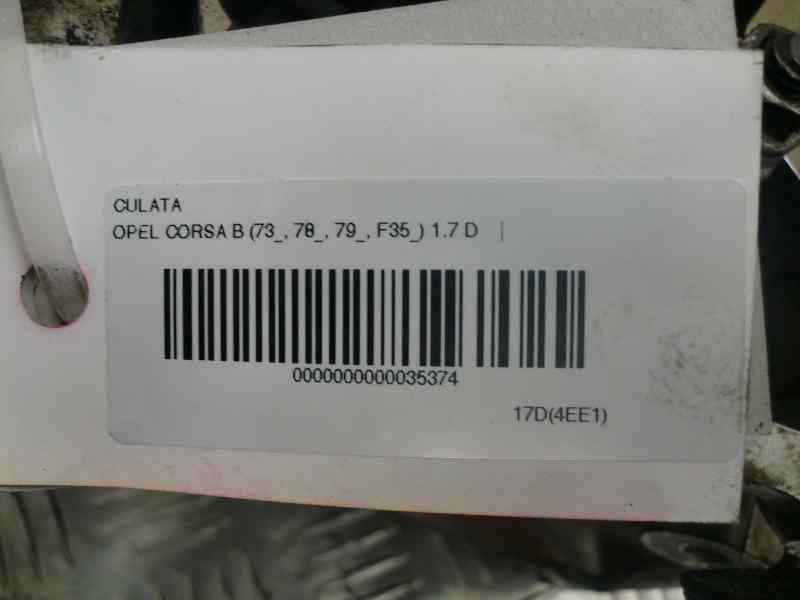 CULATA
OPEL CORSA B (73_, 78_, 79_, F35_) 1.7 D |
0000000000035374
17D(4EE1)